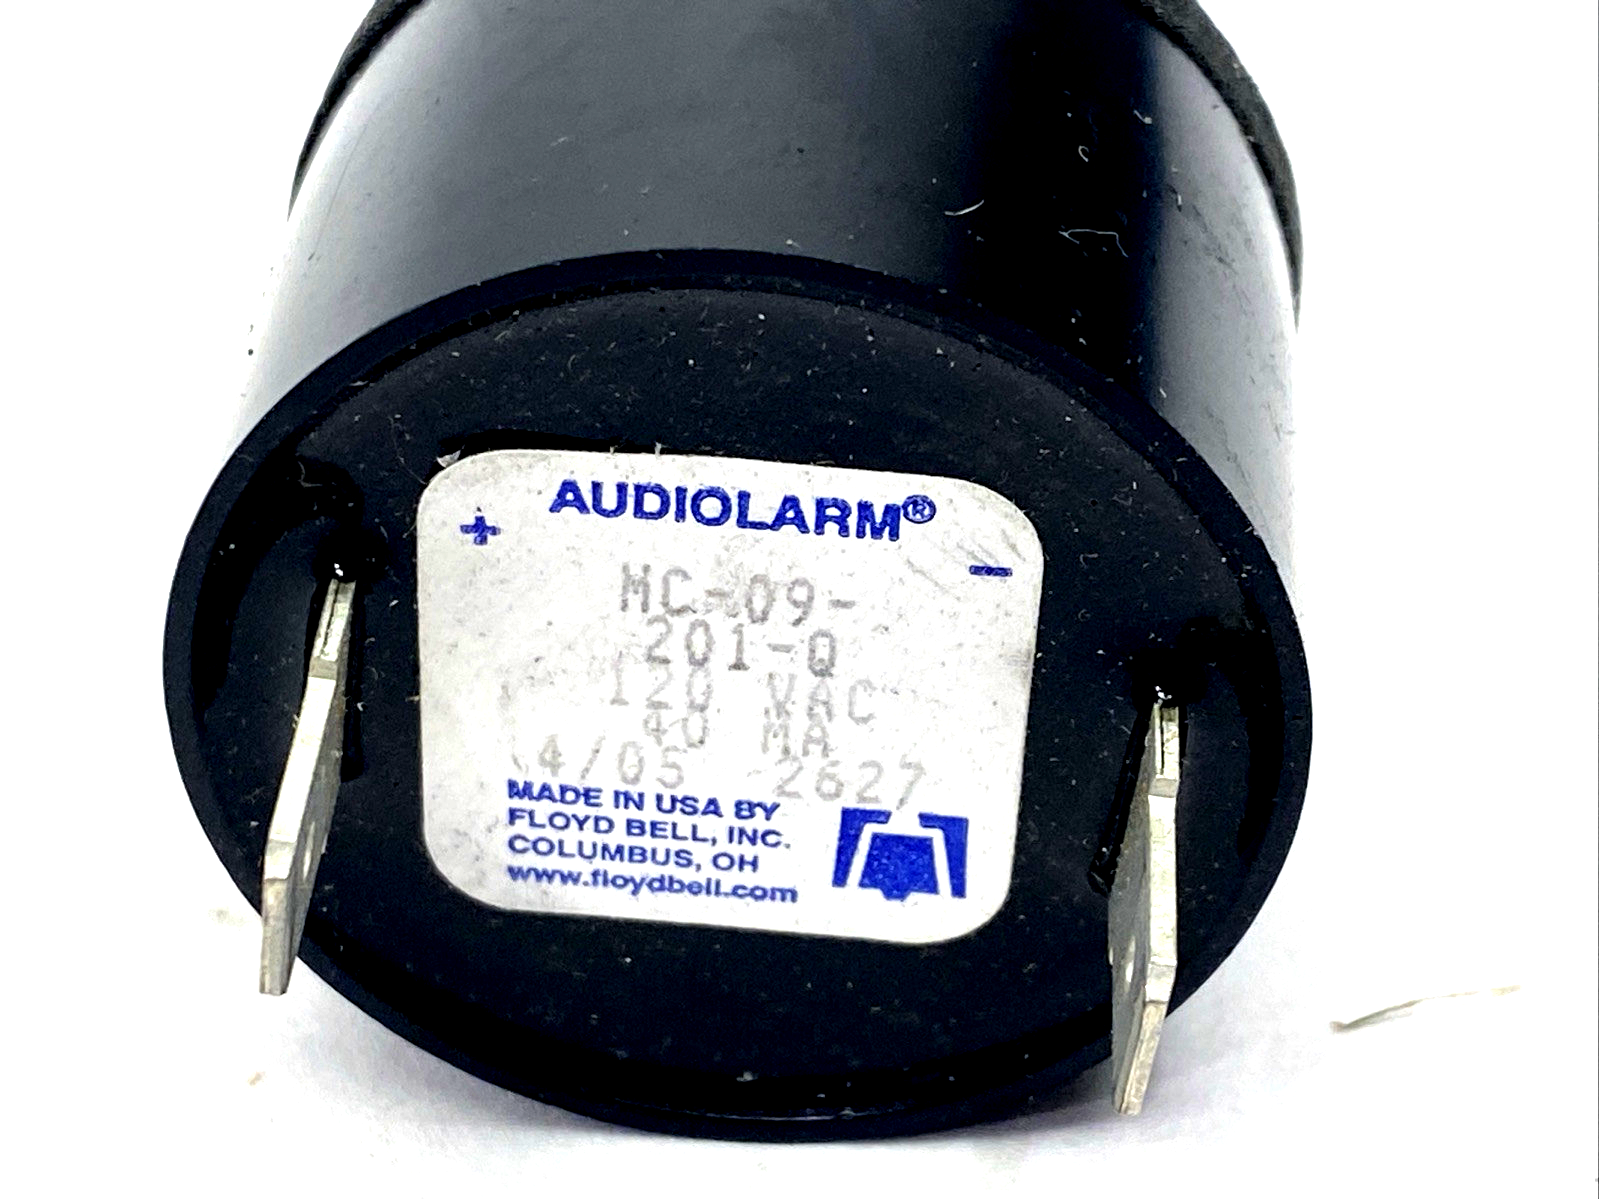 AUDIOLARM®
+ -
MC-09-
201-Q
120 VAC
40 MA
4/05 2627
MADE IN USA BY
FLOYD BELL, INC.
COLUMBUS, OH
www.floydbell.com